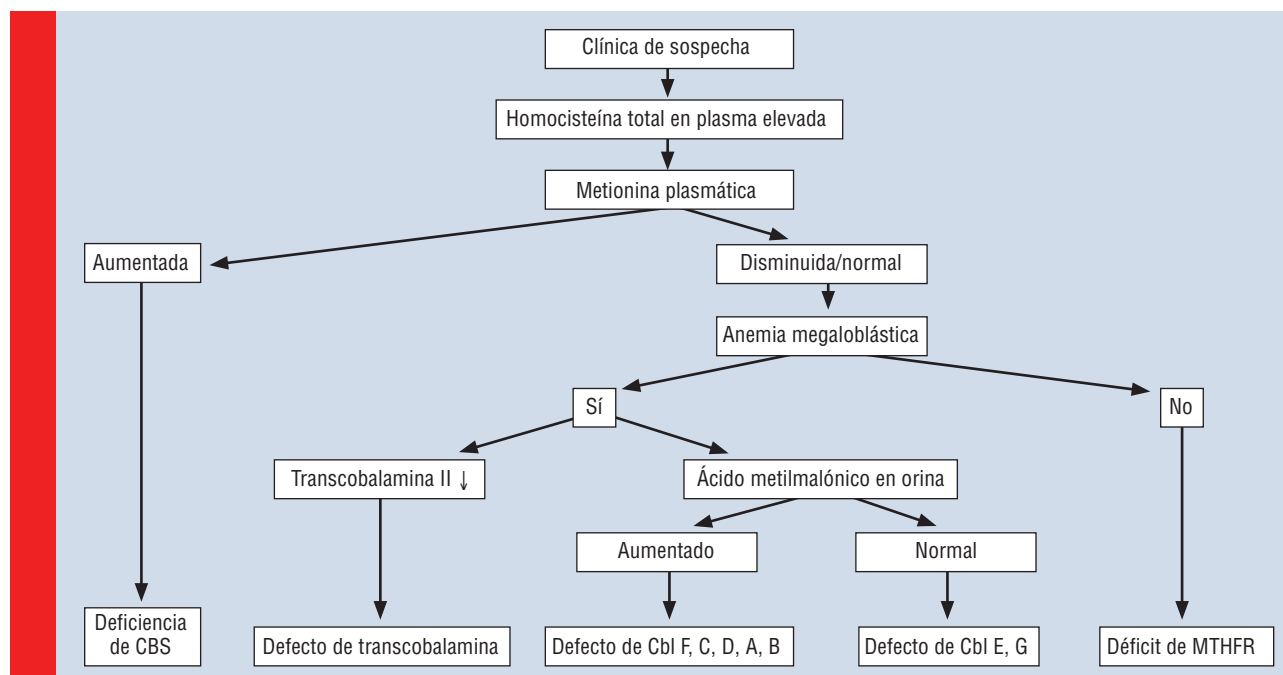 Clínica de sospecha
Homocisteína total en plasma elevada
Metionina plasmática
Aumentada
Disminuida/normal
Anemia megaloblástica
Sí
No
Transcobalamina II ↓
Ácido metilmalónico en orina
Aumentado
Normal
Deficiencia
de CBS
Defecto de transcobalamina
Defecto de Cbl F, C, D, A, B
Defecto de Cbl E, G
Déficit de MTHFR